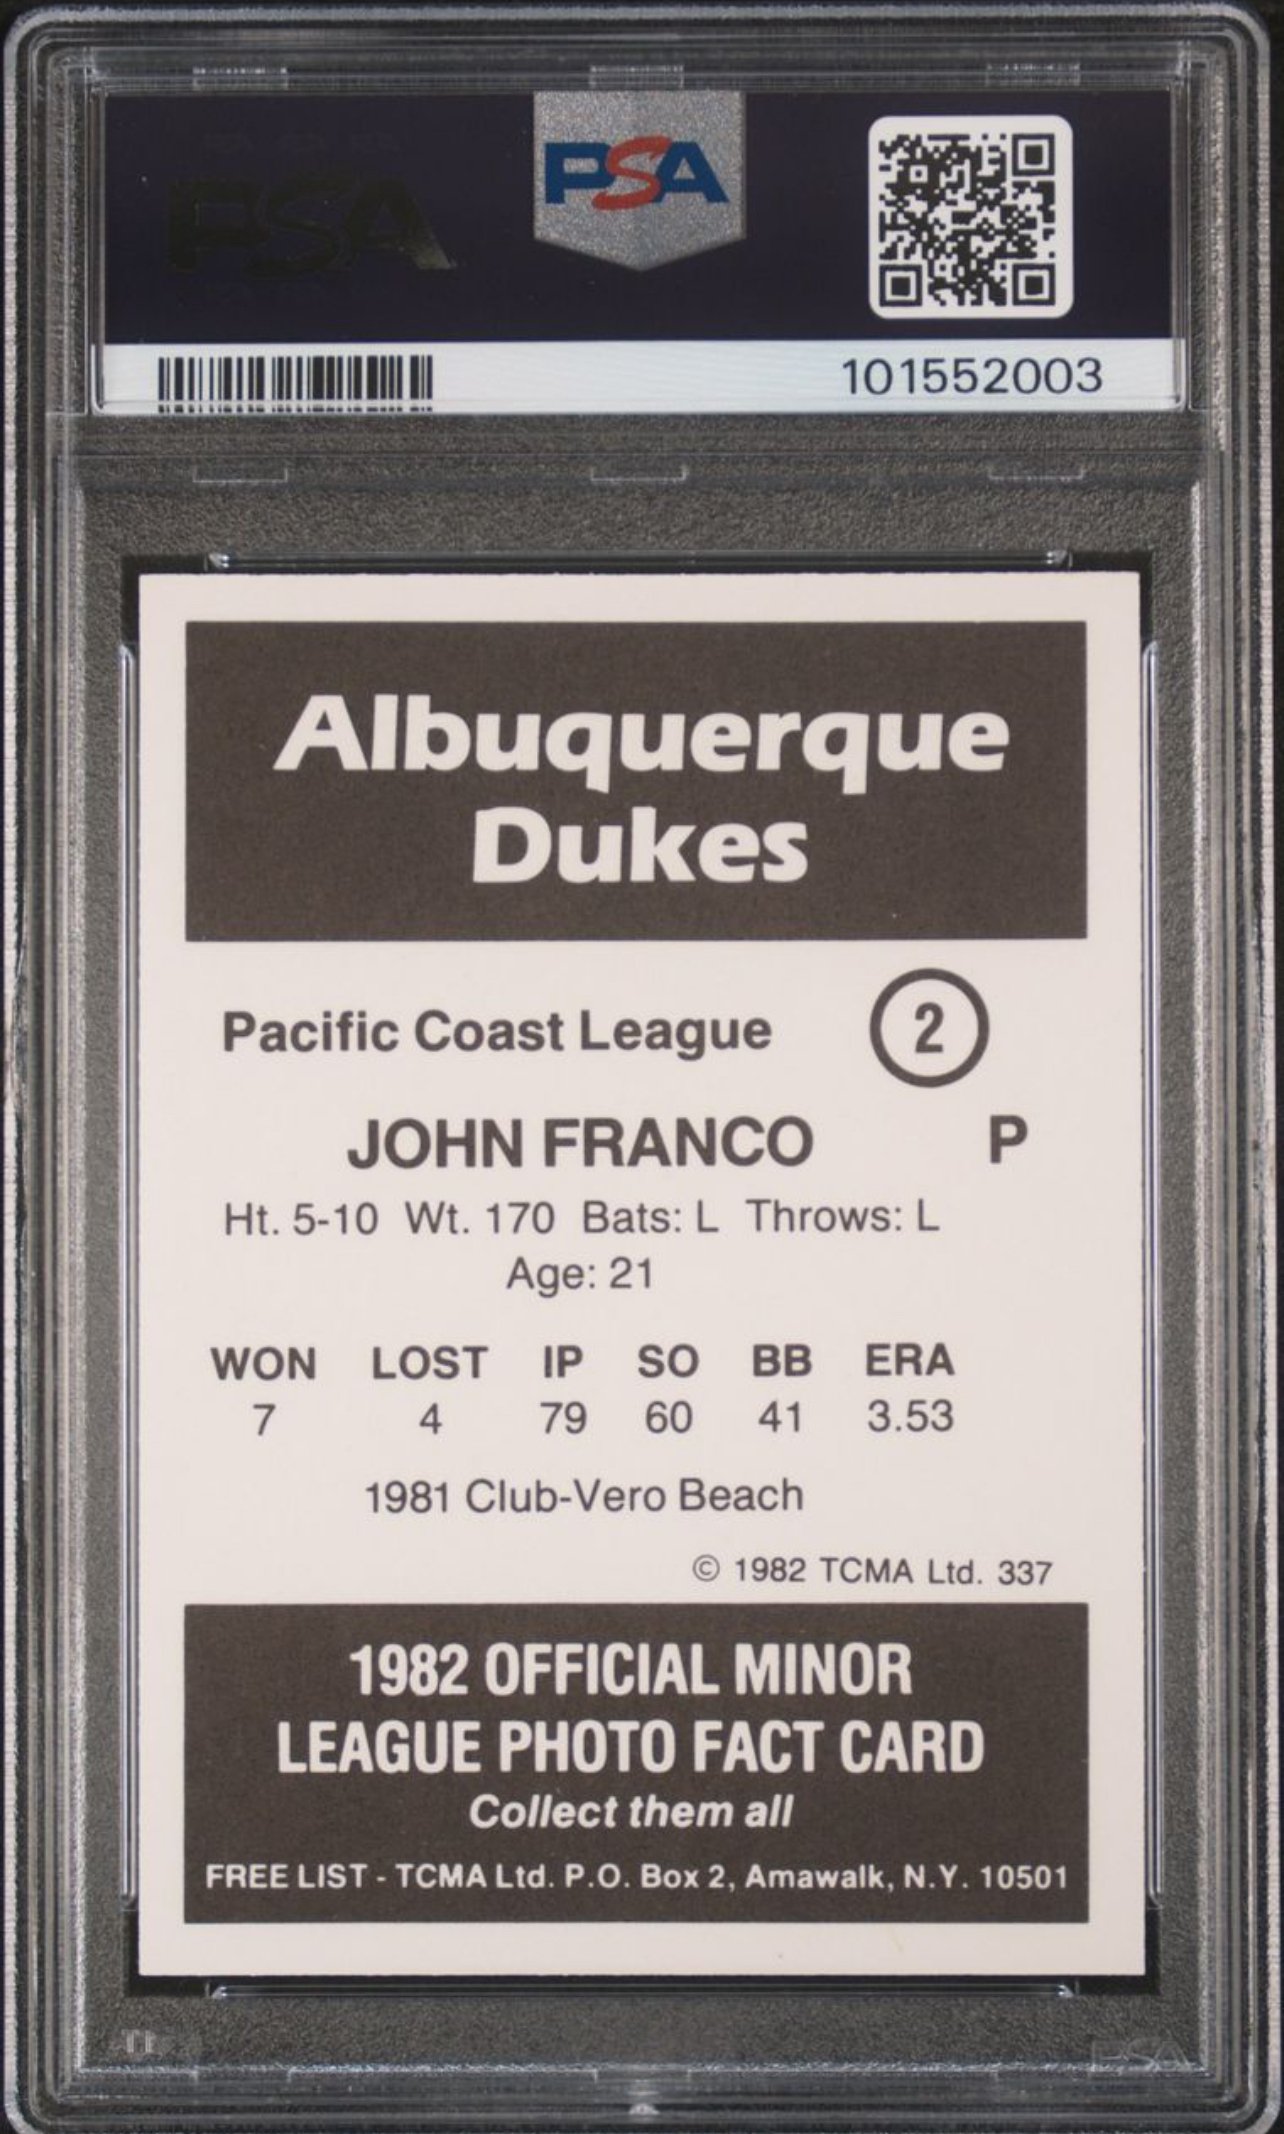 PSA
PSA
101552003
Albuquerque
Dukes
Pacific Coast League 2
JOHN FRANCO P
Ht. 5-10 Wt. 170 Bats: L Throws: L
Age: 21
WON LOST IP SO BB ERA
7 4 79 60 41 3.53
1981 Club-Vero Beach
© 1982 TCMA Ltd. 337
1982 OFFICIAL MINOR
LEAGUE PHOTO FACT CARD
Collect them all
FREE LIST - TCMA Ltd. P.O. Box 2, Amawalk, N.Y. 10501
PSA